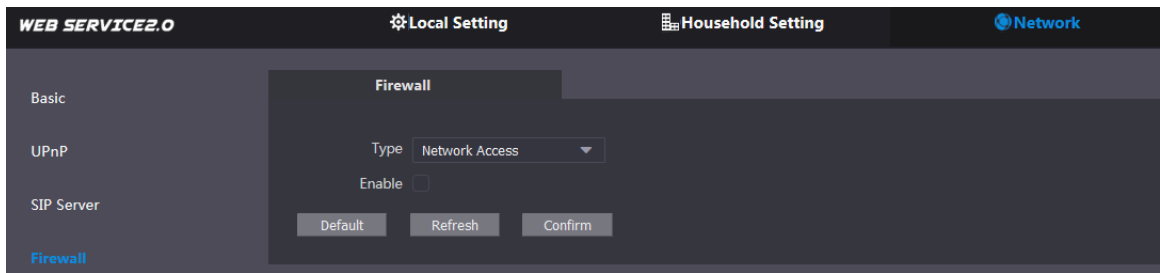 WEB SERVICE2.0
Local Setting
Household Setting
Network
Basic
UPnP
SIP Server
Firewall
Firewall
Type Network Access
Enable
Default Refresh Confirm